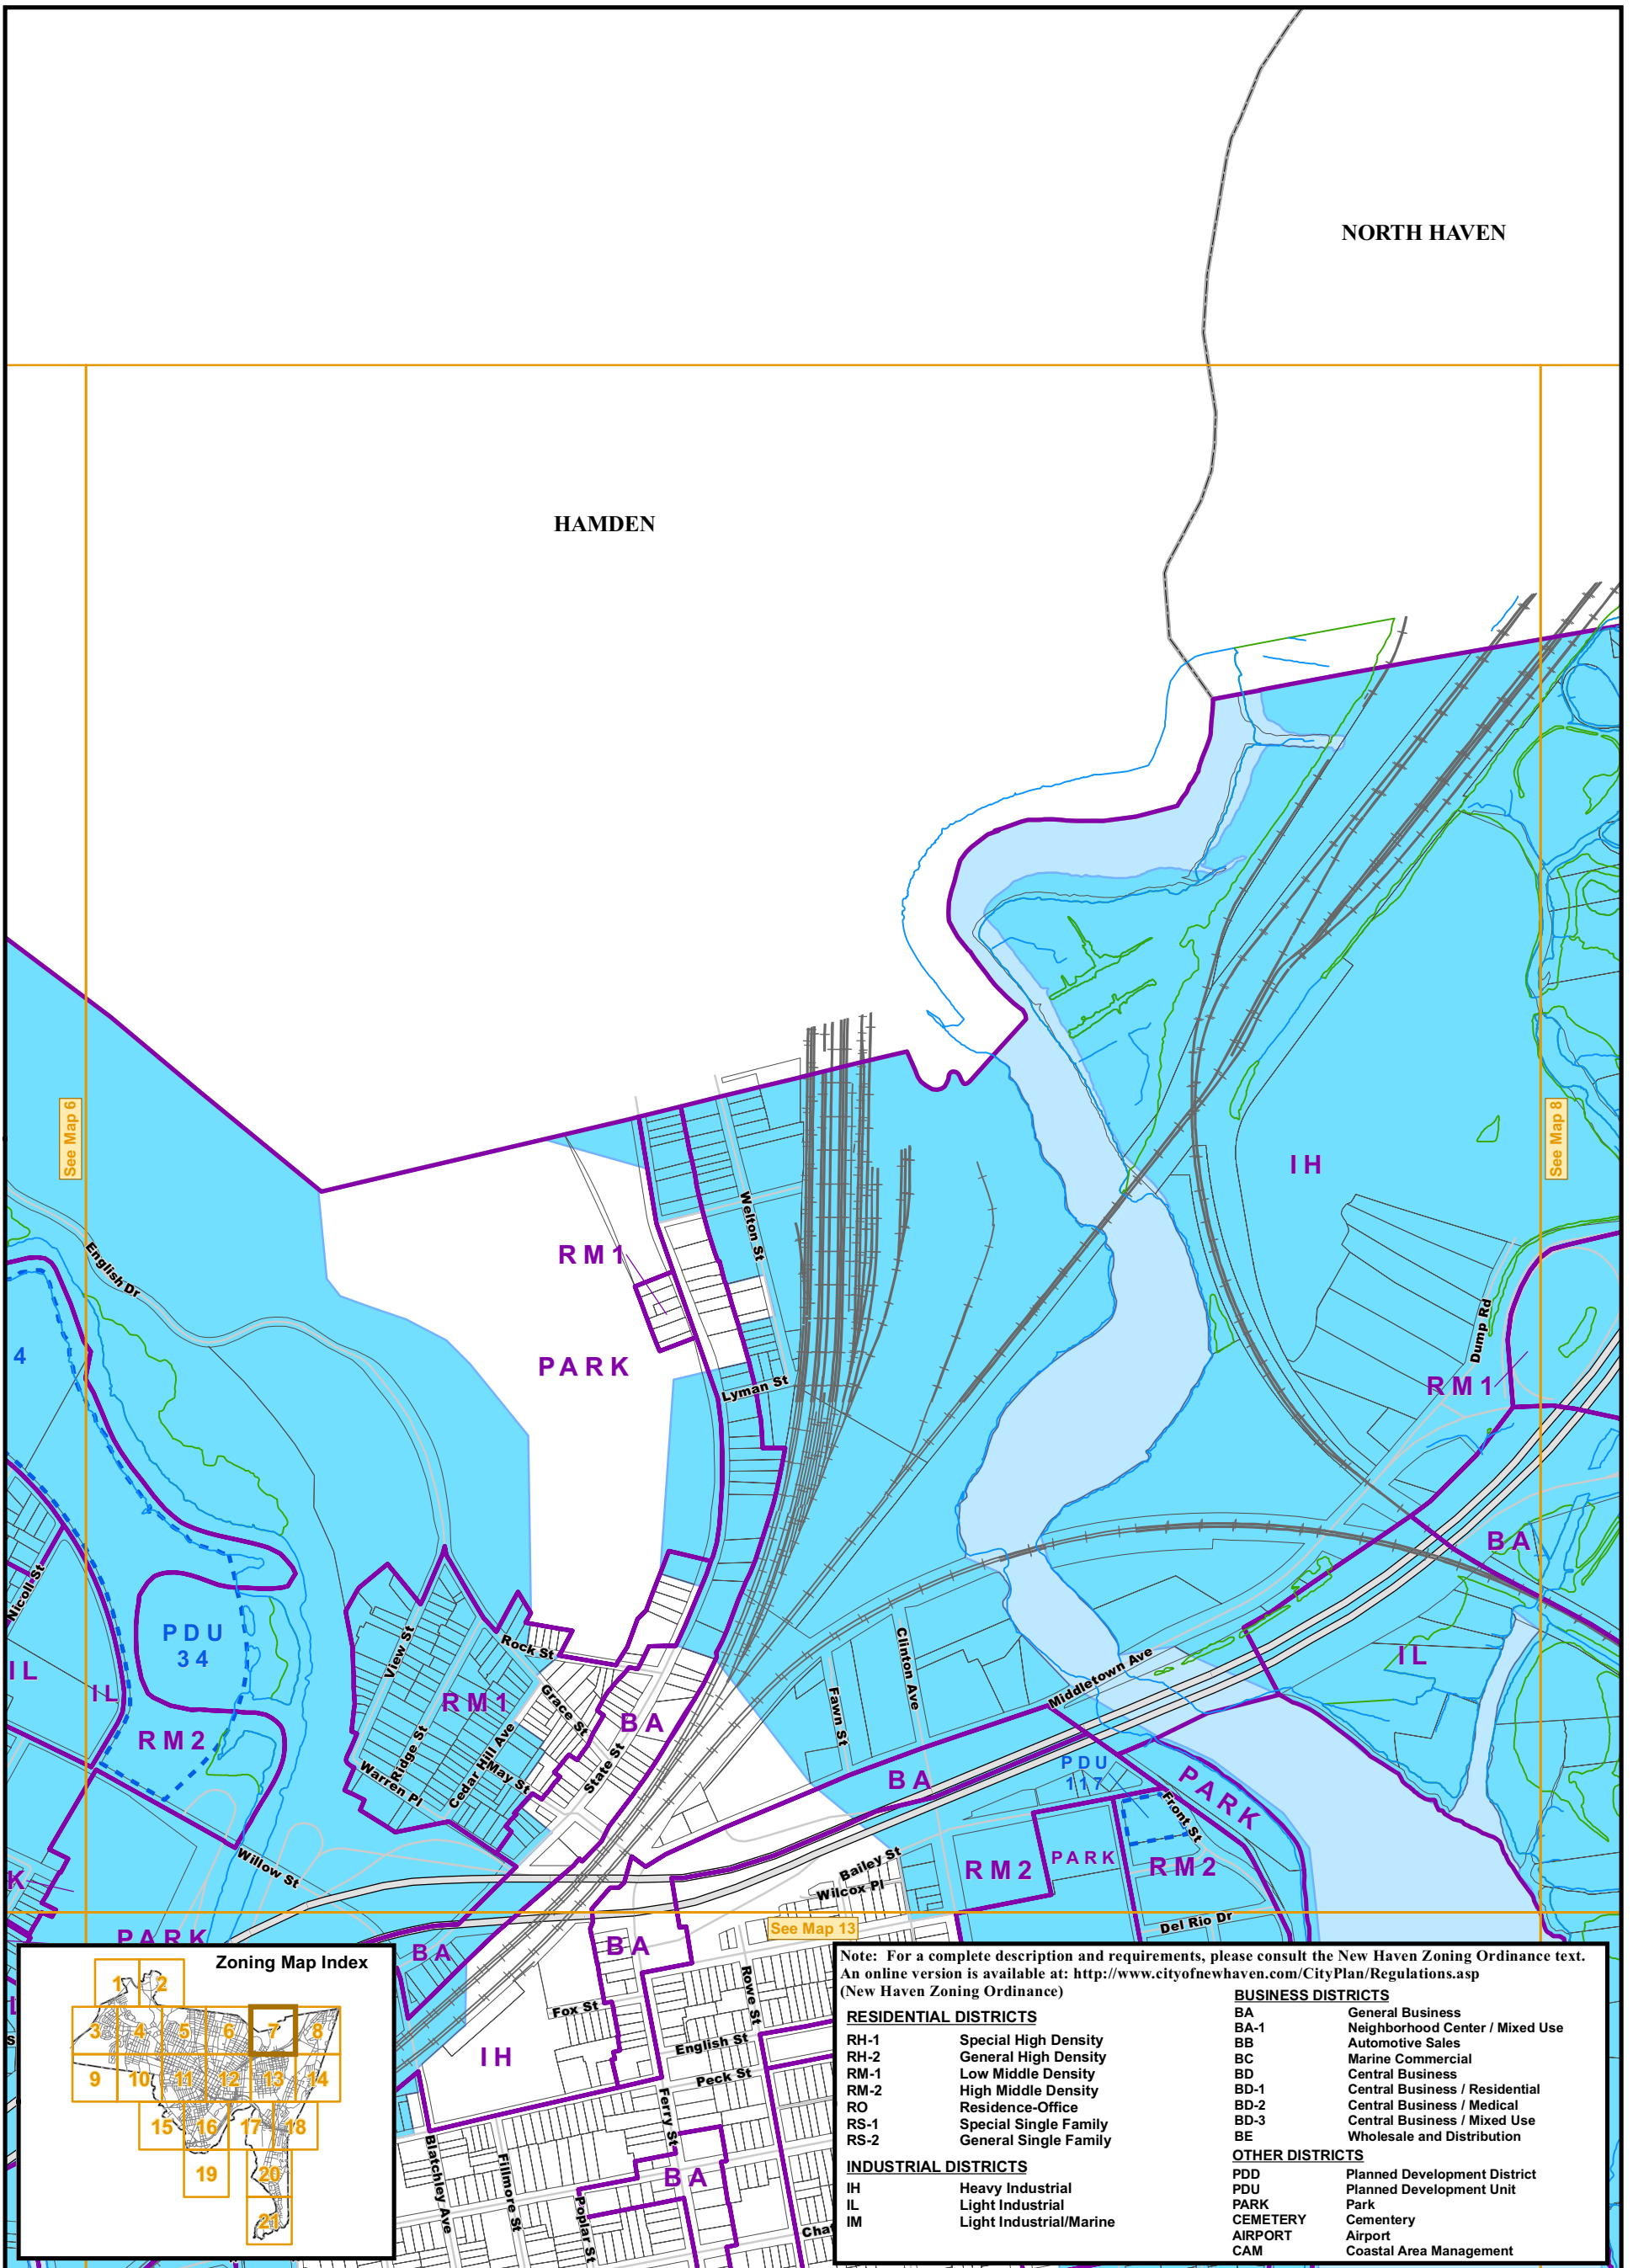 NORTH HAVEN
HAMDEN
See Map 6
See Map 8
English Dr
Welton St
IH
RM1
PARK
Lyman St
Dump Rd
RM1
4
Nicoll St
BA
PDU
34
View St
Rock St
Clinton Ave
IL
IL
IL
RM1
Grace St
BA
Fawn St
Middletown Ave
RM2
Ridge St
Cedar Hill Ave
May St
State St
Warren Pl
BA
PDU
117
PARK
Front St
Willow St
Bailey St
Wilcox Pl
RM2
PARK
RM2
K
See Map 13
Del Rio Dr
PARK
BA
BA
Rowe St
Fox St
English St
Peck St
IH
Ferry St
Blatchley Ave
Fillmore St
Poplar St
BA
Chat
Zoning Map Index
1
2
3
4
5
6
7
8
9
10
11
12
13
14
15
16
17
18
19
20
21
Note: For a complete description and requirements, please consult the New Haven Zoning Ordinance text.
An online version is available at: http://www.cityofnewhaven.com/CityPlan/Regulations.asp
(New Haven Zoning Ordinance)
RESIDENTIAL DISTRICTS
RH-1 Special High Density
RH-2 General High Density
RM-1 Low Middle Density
RM-2 High Middle Density
RO Residence-Office
RS-1 Special Single Family
RS-2 General Single Family
INDUSTRIAL DISTRICTS
IH Heavy Industrial
IL Light Industrial
IM Light Industrial/Marine
BUSINESS DISTRICTS
BA General Business
BA-1 Neighborhood Center / Mixed Use
BB Automotive Sales
BC Marine Commercial
BD Central Business
BD-1 Central Business / Residential
BD-2 Central Business / Medical
BD-3 Central Business / Mixed Use
BE Wholesale and Distribution
OTHER DISTRICTS
PDD Planned Development District
PDU Planned Development Unit
PARK Park
CEMETERY Cementery
AIRPORT Airport
CAM Coastal Area Management